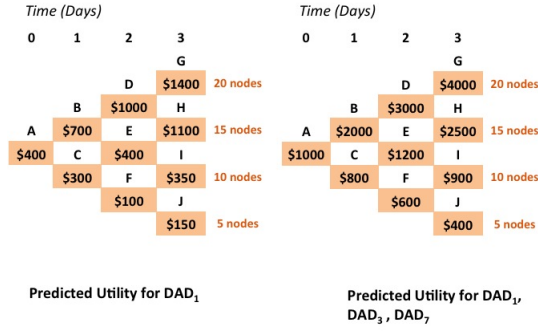 Time (Days)
0 1 2 3
G
D $1400 20 nodes
B $1000 H
A $700 E $1100 15 nodes
$400 C $400 I
$300 F $350 10 nodes
$100 J
$150 5 nodes
Predicted Utility for DAD1
Time (Days)
0 1 2 3
G
D $4000 20 nodes
B $3000 H
A $2000 E $2500 15 nodes
$1000 C $1200 I
$800 F $900 10 nodes
$600 J
$400 5 nodes
Predicted Utility for DAD1,
DAD3 , DAD7